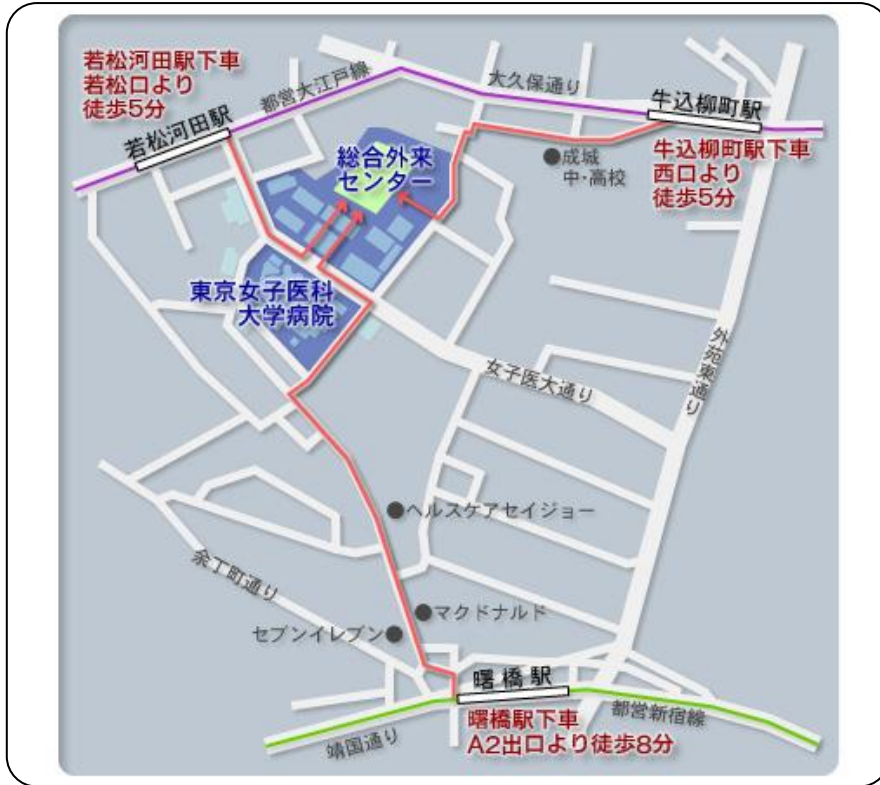 若松河田駅下車
若松口より
徒歩5分
若松河田駅
都営大江戸線
大久保通り
牛込柳町駅
牛込柳町駅下車
西口より
徒歩5分
成城
中・高校
総合外来
センター
東京女子医科
大学病院
女子医大通り
外苑東通り
ヘルスケアセイジョー
余丁町通り
マクドナルド
セブンイレブン
曙橋駅
都営新宿線
曙橋駅下車
A2出口より徒歩8分
靖国通り